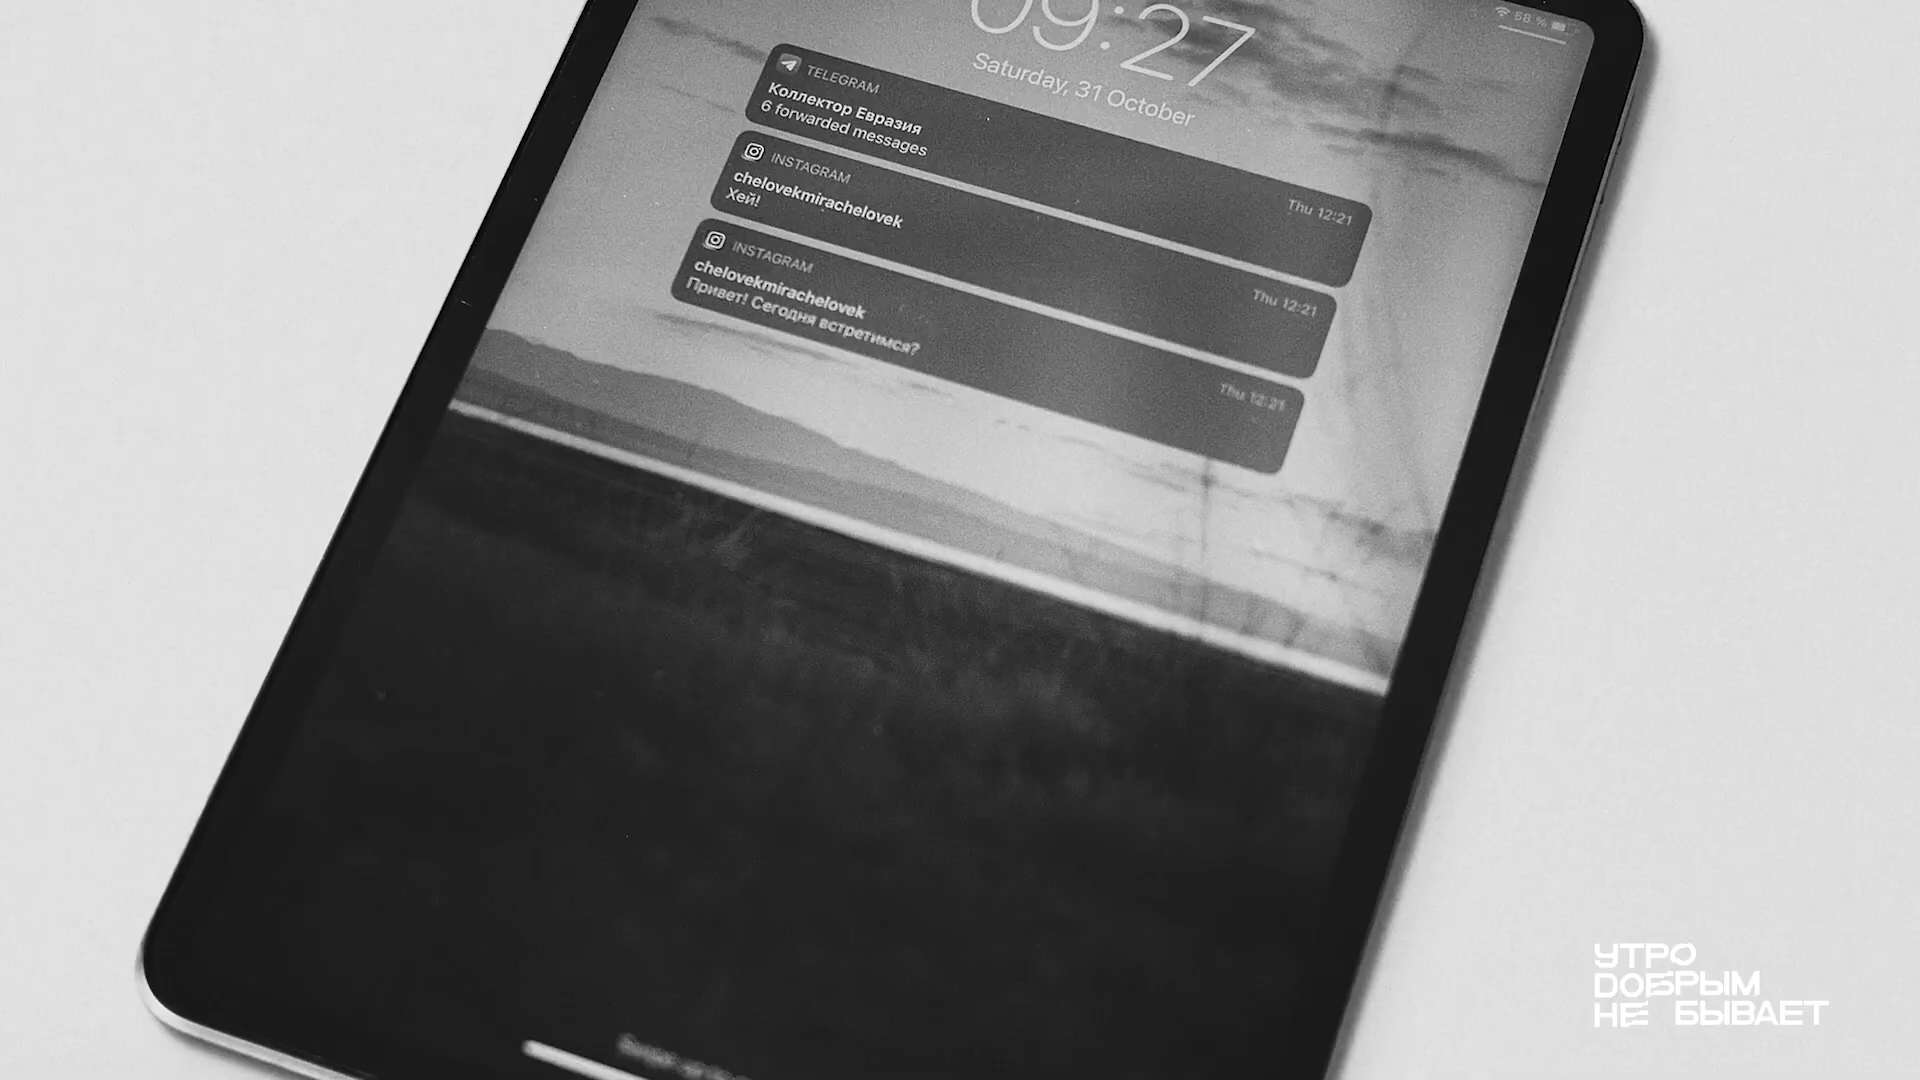 09:27
58 %
Saturday, 31 October
TELEGRAM
Коллектор Евразия
6 forwarded messages
Thu 12:21
INSTAGRAM
chelovekmirachelovek
Хей!
Thu 12:21
INSTAGRAM
chelovekmirachelovek
Привет! Сегодня встретимся?
Thu 12:21
УТРО
ДОБРЫМ
НЕ БЫВАЕТ